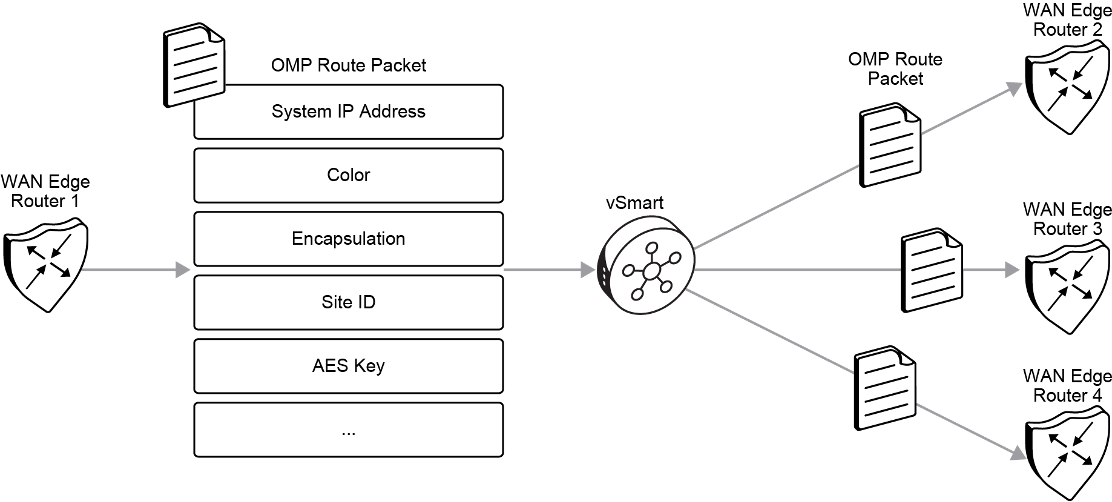 WAN Edge
Router 1
OMP Route Packet
System IP Address
Color
Encapsulation
Site ID
AES Key
...
vSmart
OMP Route
Packet
WAN Edge
Router 2
WAN Edge
Router 3
WAN Edge
Router 4